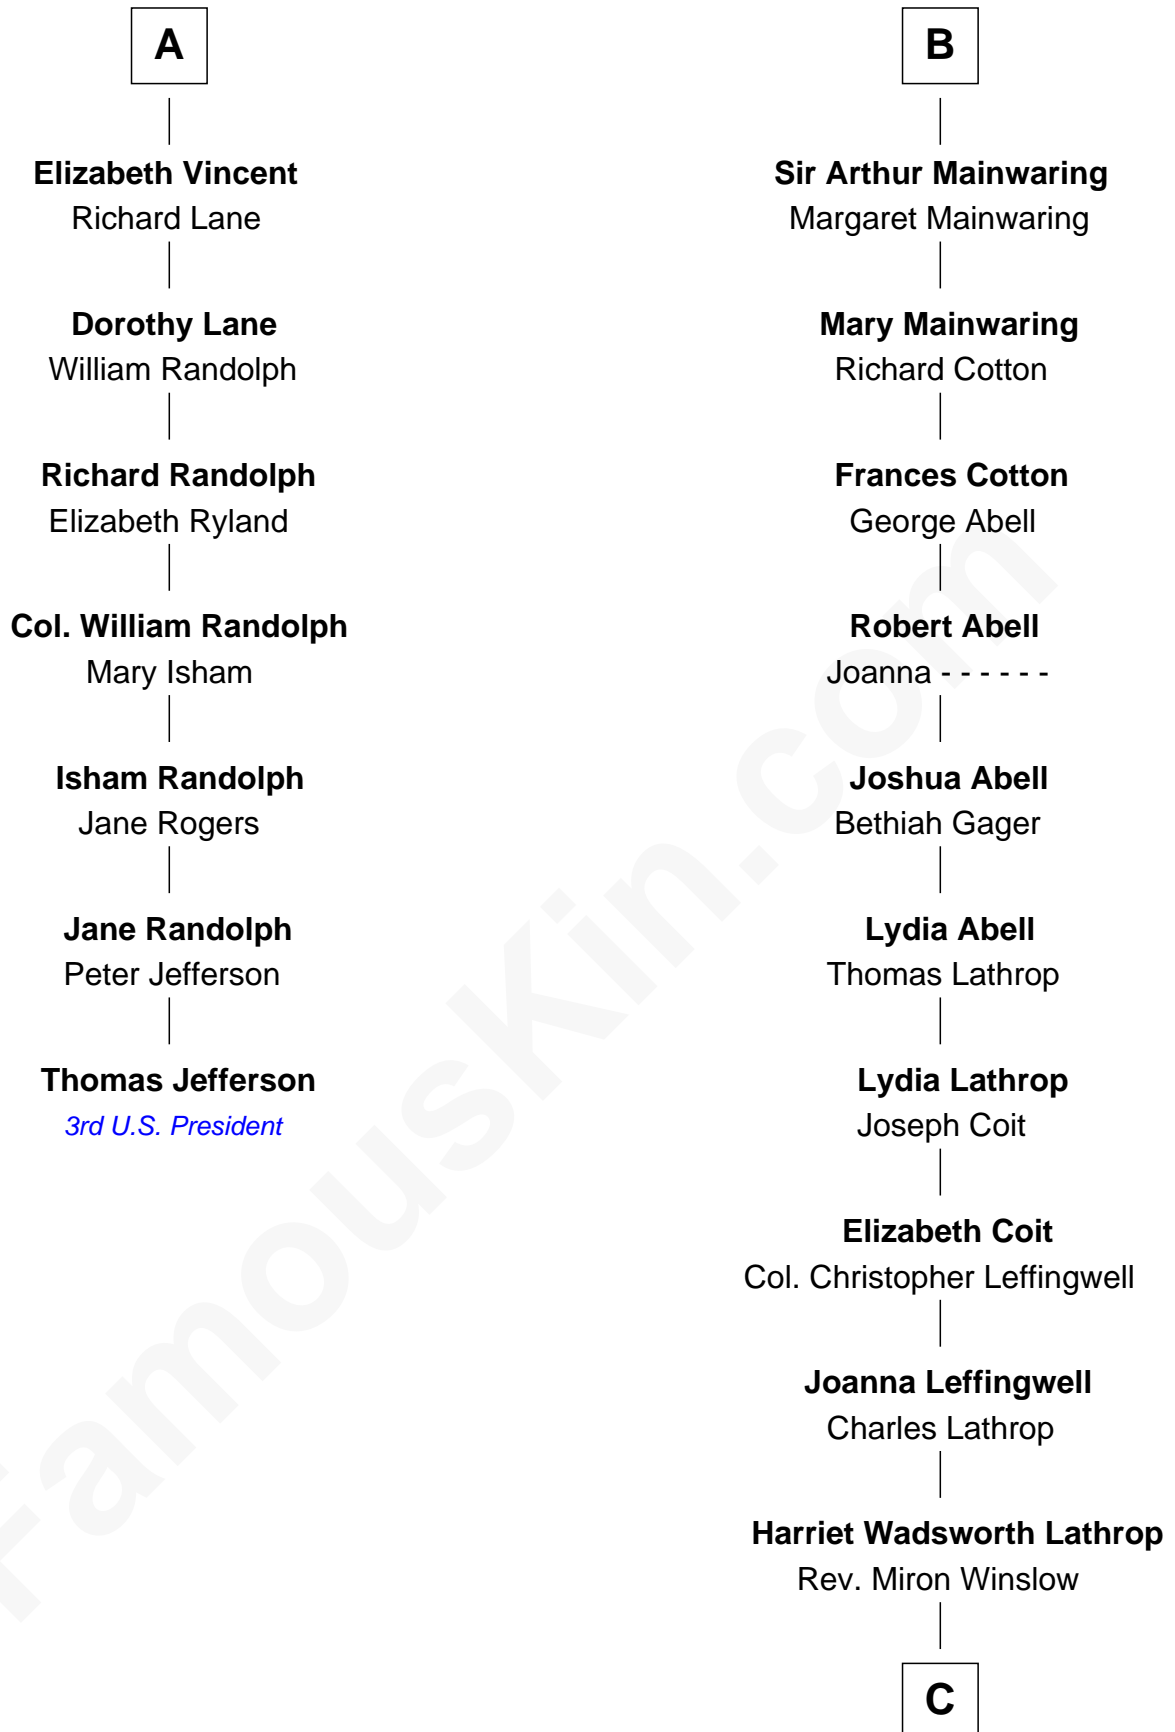 A
Elizabeth Vincent
Richard Lane
Dorothy Lane
William Randolph
Richard Randolph
Elizabeth Ryland
Col. William Randolph
Mary Isham
Isham Randolph
Jane Rogers
Jane Randolph
Peter Jefferson
Thomas Jefferson
3rd U.S. President
B
Sir Arthur Mainwaring
Margaret Mainwaring
Mary Mainwaring
Richard Cotton
Frances Cotton
George Abell
Robert Abell
Joanna - - - - - -
Joshua Abell
Bethiah Gager
Lydia Abell
Thomas Lathrop
Lydia Lathrop
Joseph Coit
Elizabeth Coit
Col. Christopher Leffingwell
Joanna Leffingwell
Charles Lathrop
Harriet Wadsworth Lathrop
Rev. Miron Winslow
C
FamousKin.com